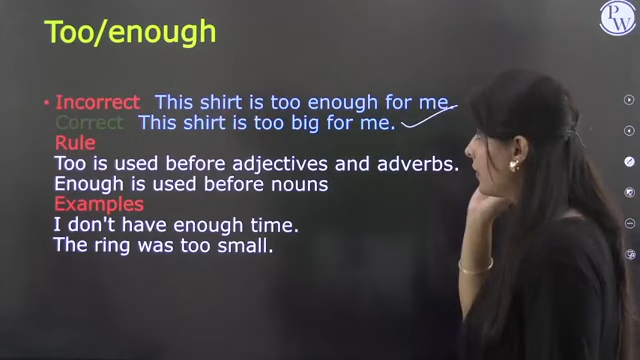 Too/enough
P W
• Incorrect This shirt is too enough for me.
Correct This shirt is too big for me.
Rule
Too is used before adjectives and adverbs.
Enough is used before nouns
Examples
I don't have enough time.
The ring was too small.